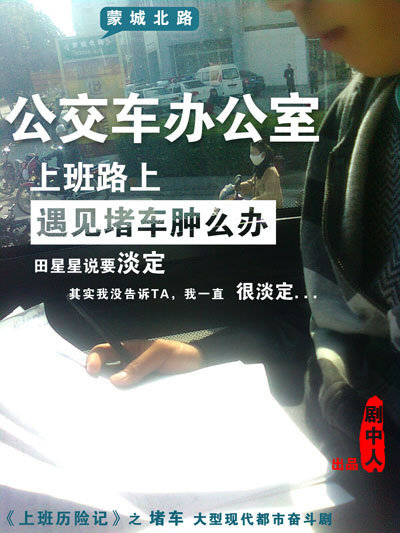 蒙城北路
公交车办公室
上班路上
遇见堵车肿么办
田星星说要淡定
其实我没告诉TA，我一直 很淡定...
剧中人
出品
《上班历险记》之 堵车 大型现代都市奋斗剧